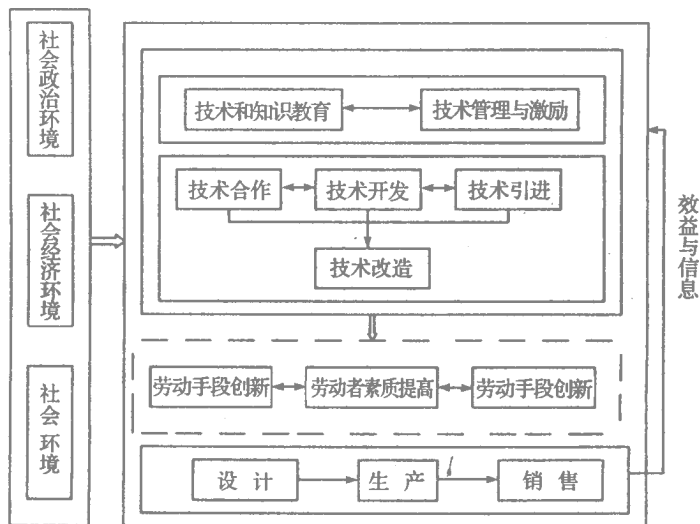 社会政治环境
社会经济环境
社会环境
技术和知识教育
技术管理与激励
技术合作
技术开发
技术引进
技术改造
劳动手段创新
劳动者素质提高
劳动手段创新
设计
生产
销售
效益与信息